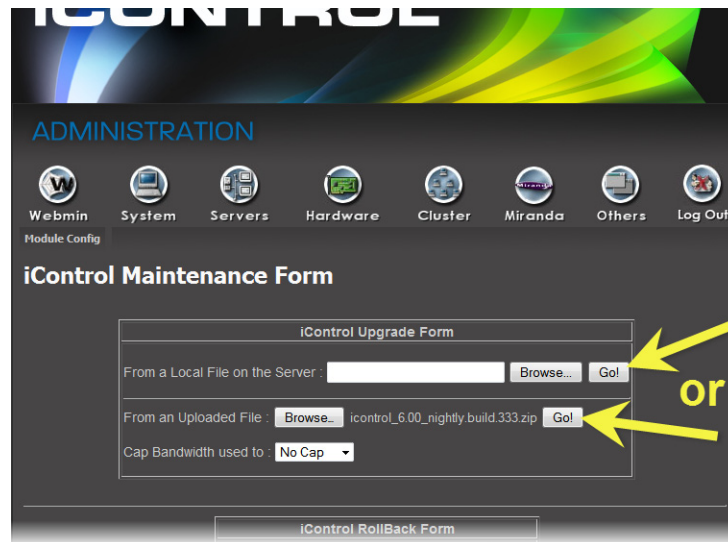 iCONTROL
ADMINISTRATION
Webmin System Servers Hardware Cluster Miranda Others Log Out
Module Config
iControl Maintenance Form
iControl Upgrade Form
From a Local File on the Server : Browse... Go!
or
From an Uploaded File : Browse... icontrol_6.00_nightly.build.333.zip Go!
Cap Bandwidth used to : No Cap
iControl RollBack Form